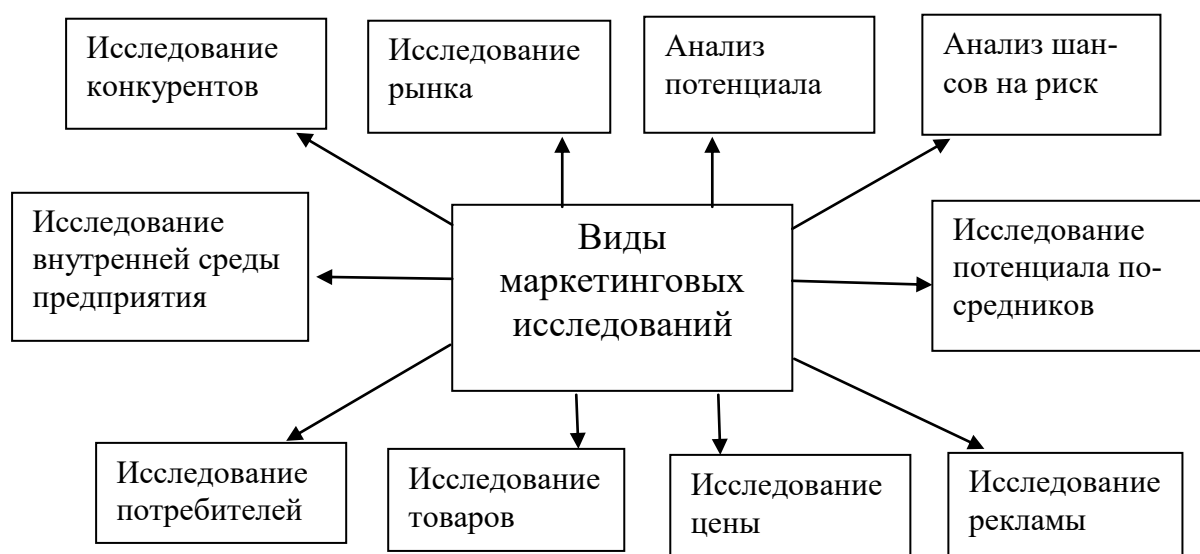 Исследование
конкурентов
Исследование
рынка
Анализ
потенциала
Анализ шан-
сов на риск
Исследование
внутренней среды
предприятия
Виды
маркетинговых
исследований
Исследование
потенциала по-
средников
Исследование
потребителей
Исследование
товаров
Исследование
цены
Исследование
рекламы